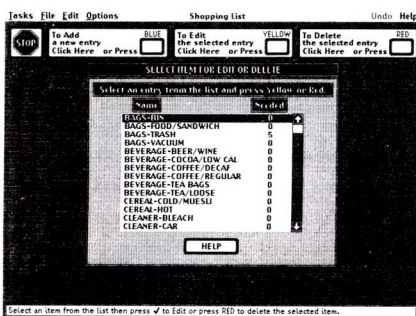 Tasks File Edit Options Shopping List Undo Help
STOP
To Add BLUE
a new entry
Click Here or Press
To Edit YELLOW
the selected entry
Click Here or Press
To Delete RED
the selected entry
Click Here or Press
SELECT ITEM FOR EDIT OR DELETE
Select an entry from the list and press Yellow or Red.
Name Needed
BAGS-BIN 0
BAGS-FOOD/SANDWICH 0
BAGS-TRASH 5
BAGS-VACUUM 0
BEVERAGE-BEER/WINE 0
BEVERAGE-COCOA/LOW CAL 0
BEVERAGE-COFFEE/DECAF 0
BEVERAGE-COFFEE/REGULAR 0
BEVERAGE-TEA BAGS 0
BEVERAGE-TEA/LOOSE 0
CEREAL-COLD/MUESLI 0
CEREAL-HOT 0
CLEANER-BLEACH 0
CLEANER-CAR 0
HELP
Select an item from the list then press ✓ to Edit or press RED to delete the selected item.